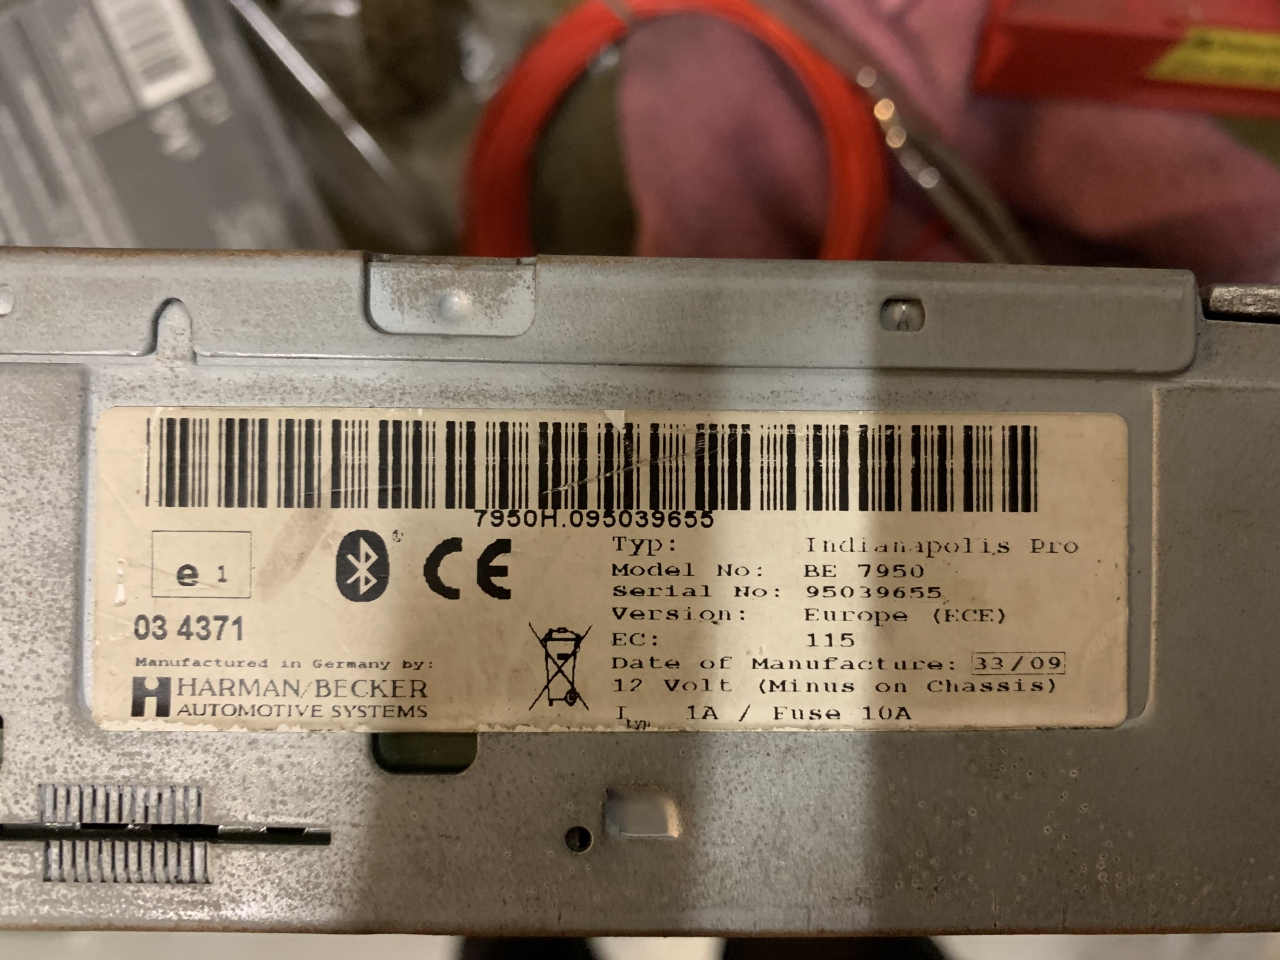 7950H.095039655
e 1
03 4371
Manufactured in Germany by:
HARMAN/BECKER
AUTOMOTIVE SYSTEMS
CE
Typ: Indianapolis Pro
Model No: BE 7950
Serial No: 95039655
Version: Europe (ECE)
EC: 115
Date of Manufacture: 33/09
12 Volt (Minus on Chassis)
Ityp 1A / Fuse 10A